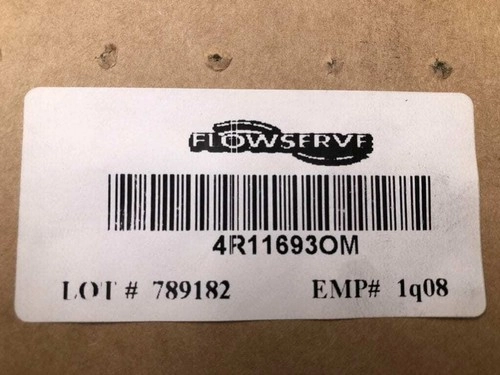 FLOWSERVE
4R11693OM
LOT # 789182 EMP# 1q08